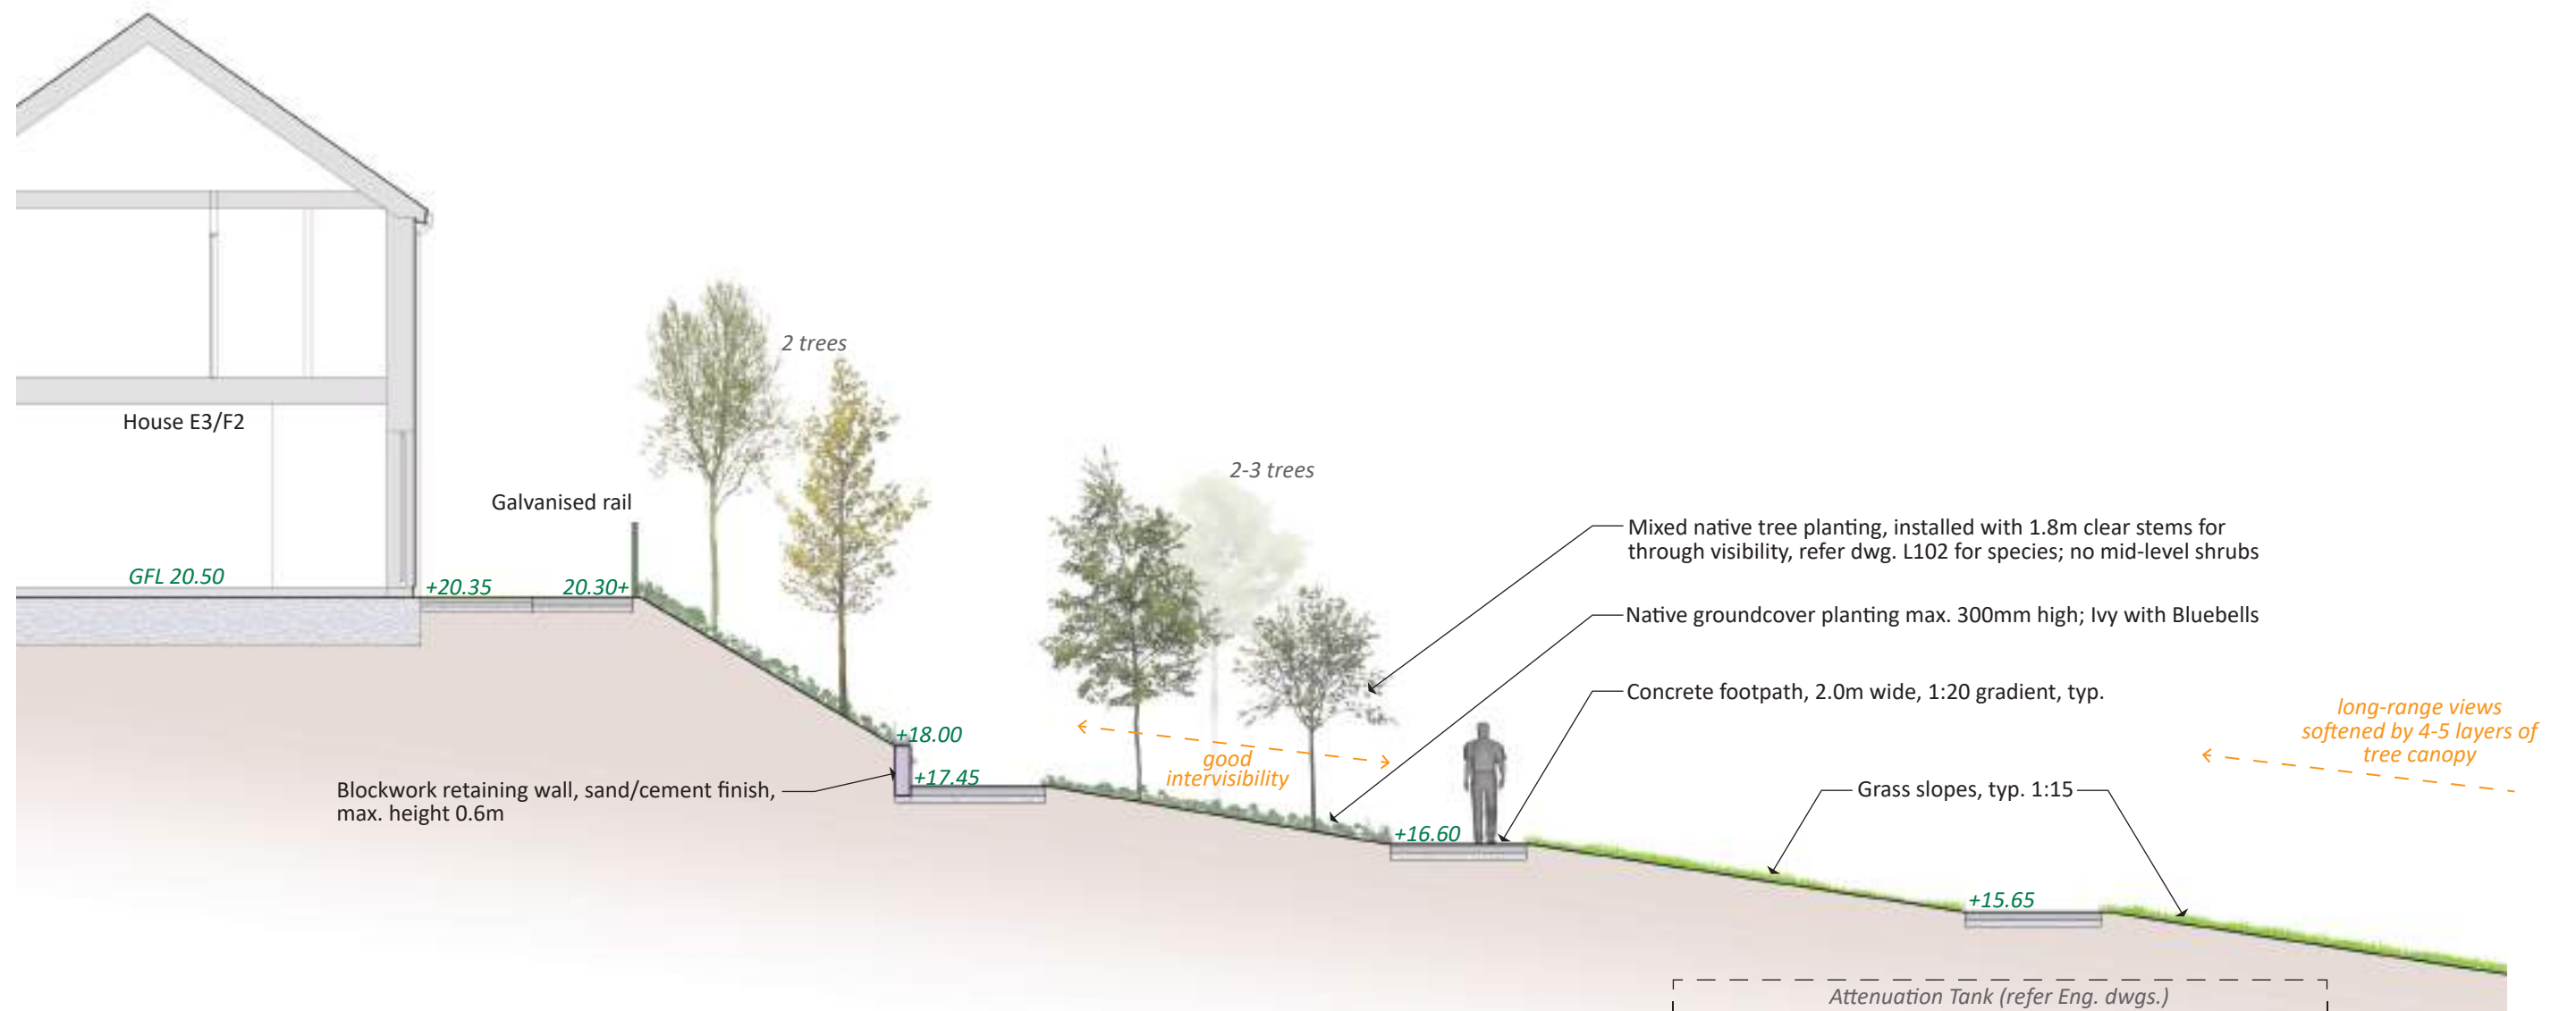 2 trees
House E3/F2
2-3 trees
Galvanised rail
Mixed native tree planting, installed with 1.8m clear stems for
through visibility, refer dwg. L102 for species; no mid-level shrubs
GFL 20.50
+20.35
20.30+
Native groundcover planting max. 300mm high; Ivy with Bluebells
Concrete footpath, 2.0m wide, 1:20 gradient, typ.
long-range views
softened by 4-5 layers of
tree canopy
+18.00
good
intervisibility
+17.45
Blockwork retaining wall, sand/cement finish,
max. height 0.6m
Grass slopes, typ. 1:15
+16.60
+15.65
Attenuation Tank (refer Eng. dwgs.)